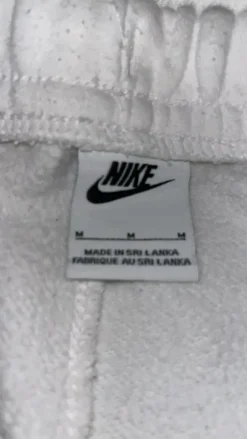 NIKE
M M M
MADE IN SRI LANKA
FABRIQUE AU SRI LANKA